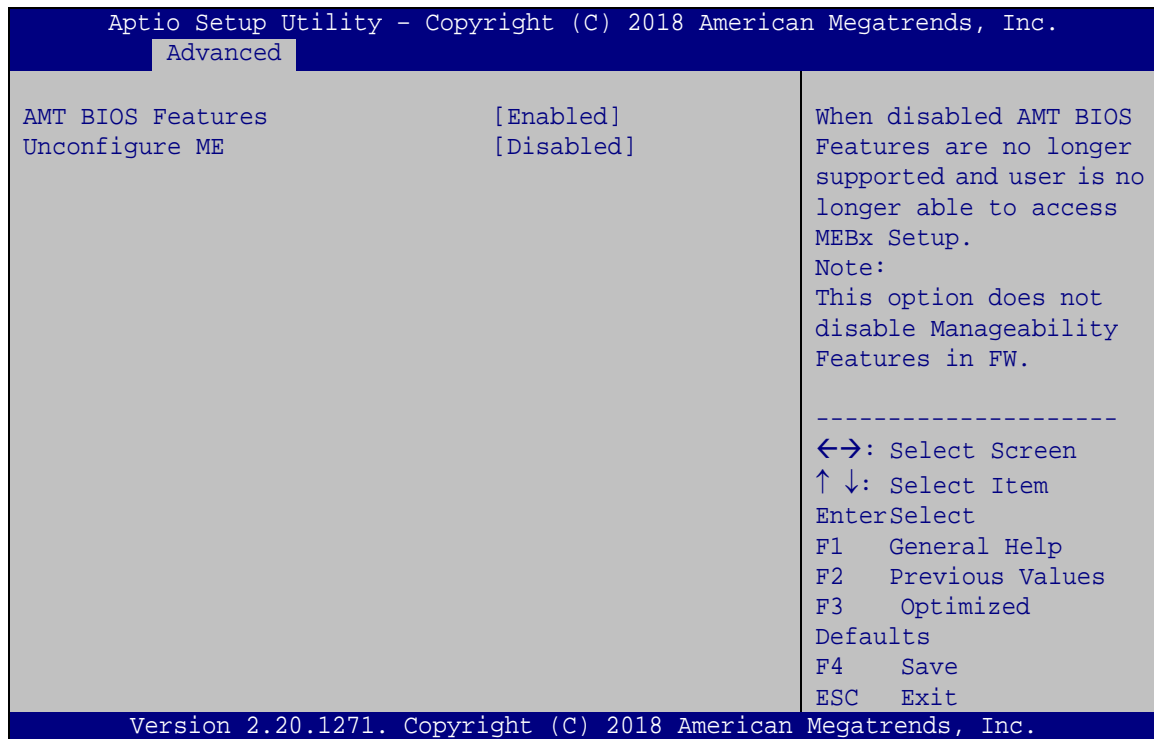 Aptio Setup Utility – Copyright (C) 2018 American Megatrends, Inc.
Advanced
AMT BIOS Features [Enabled]
Unconfigure ME [Disabled]
When disabled AMT BIOS
Features are no longer
supported and user is no
longer able to access
MEBx Setup.
Note:
This option does not
disable Manageability
Features in FW.
----------------------
←→: Select Screen
↑ ↓: Select Item
EnterSelect
F1 General Help
F2 Previous Values
F3 Optimized
Defaults
F4 Save
ESC Exit
Version 2.20.1271. Copyright (C) 2018 American Megatrends, Inc.